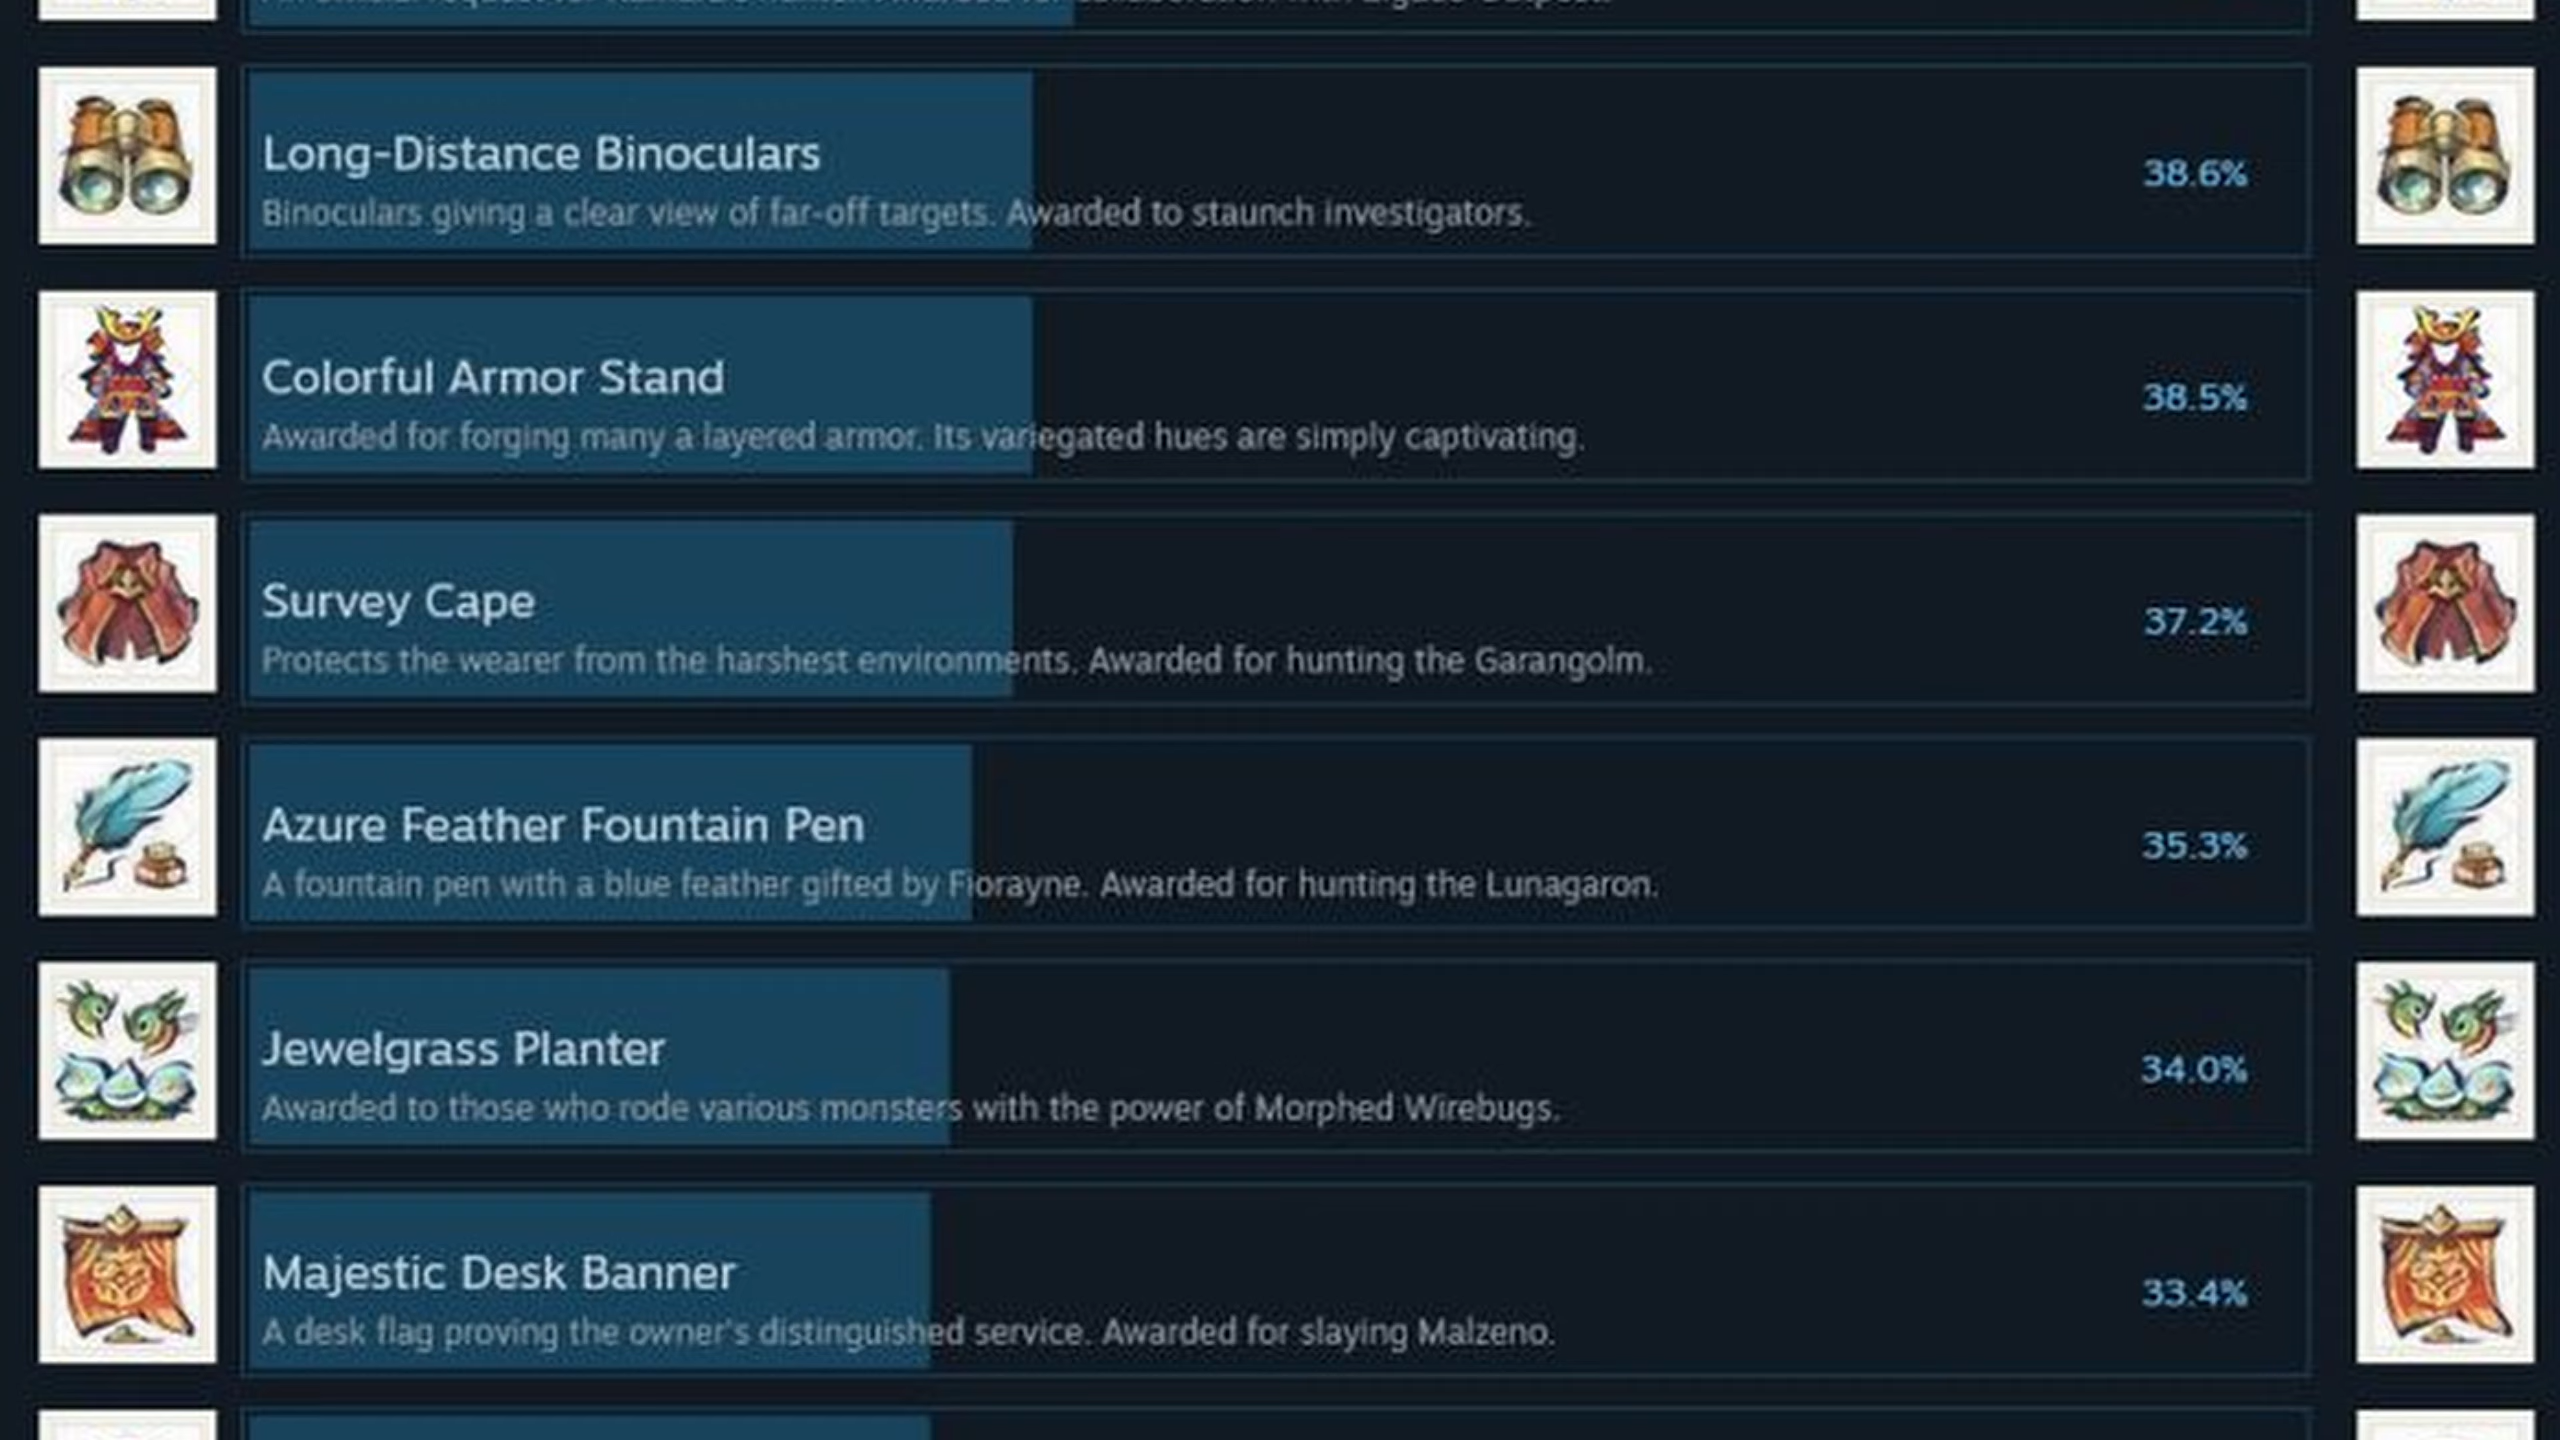 Long-Distance Binoculars
Binoculars giving a clear view of far-off targets. Awarded to staunch investigators.
38.6%
Colorful Armor Stand
Awarded for forging many a layered armor. Its variegated hues are simply captivating.
38.5%
Survey Cape
Protects the wearer from the harshest environments. Awarded for hunting the Garangolm.
37.2%
Azure Feather Fountain Pen
A fountain pen with a blue feather gifted by Fiorayne. Awarded for hunting the Lunagaron.
35.3%
Jewelgrass Planter
Awarded to those who rode various monsters with the power of Morphed Wirebugs.
34.0%
Majestic Desk Banner
A desk flag proving the owner's distinguished service. Awarded for slaying Malzeno.
33.4%